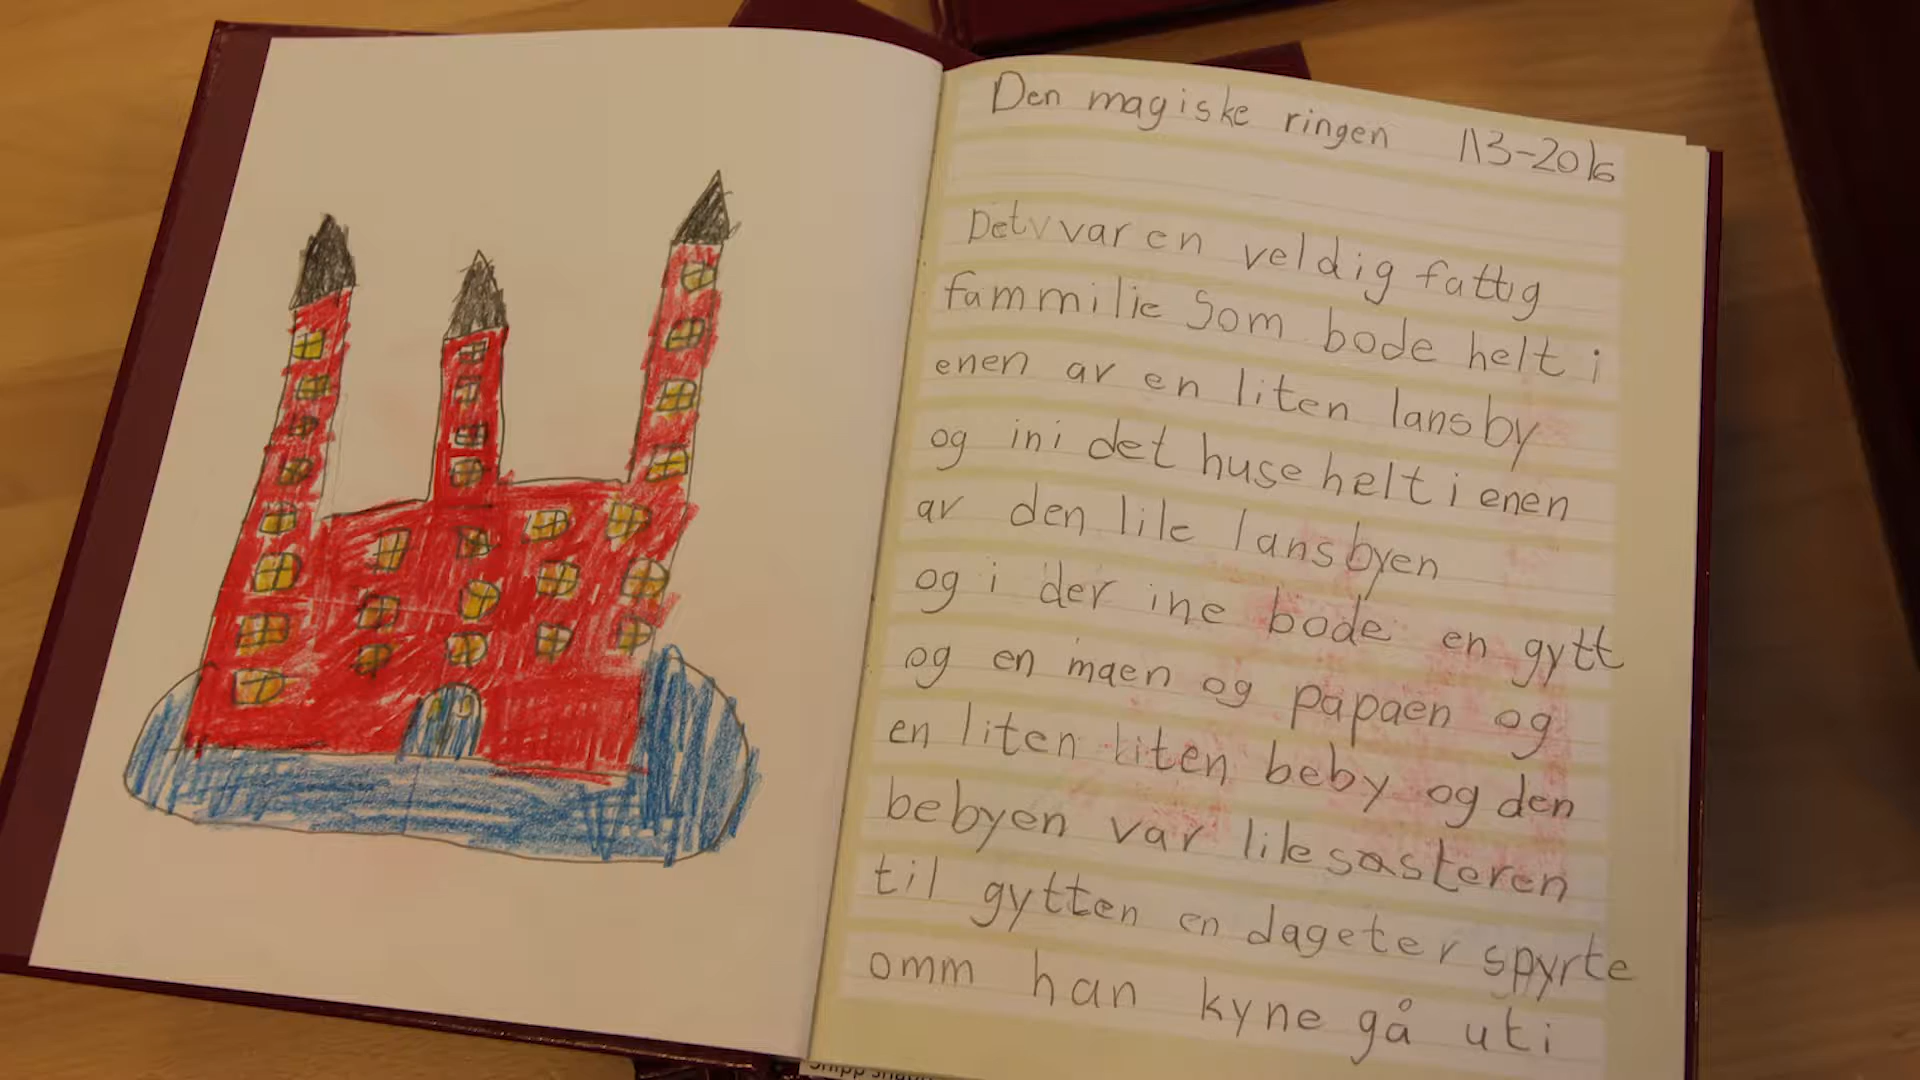 Den magiske ringen 1\3-2016
Det var en veldig fattig
fammilie Som bode helt i
enen av en liten lansby
og ini det huse helt i enen
av den lile lansbyen
og i der ine bode en gytt
og en maen og papaen og
en liten liten beby og den
bebyen var lilesøsteren
til gytten en dageter spyrte
omm han kyne gå uti